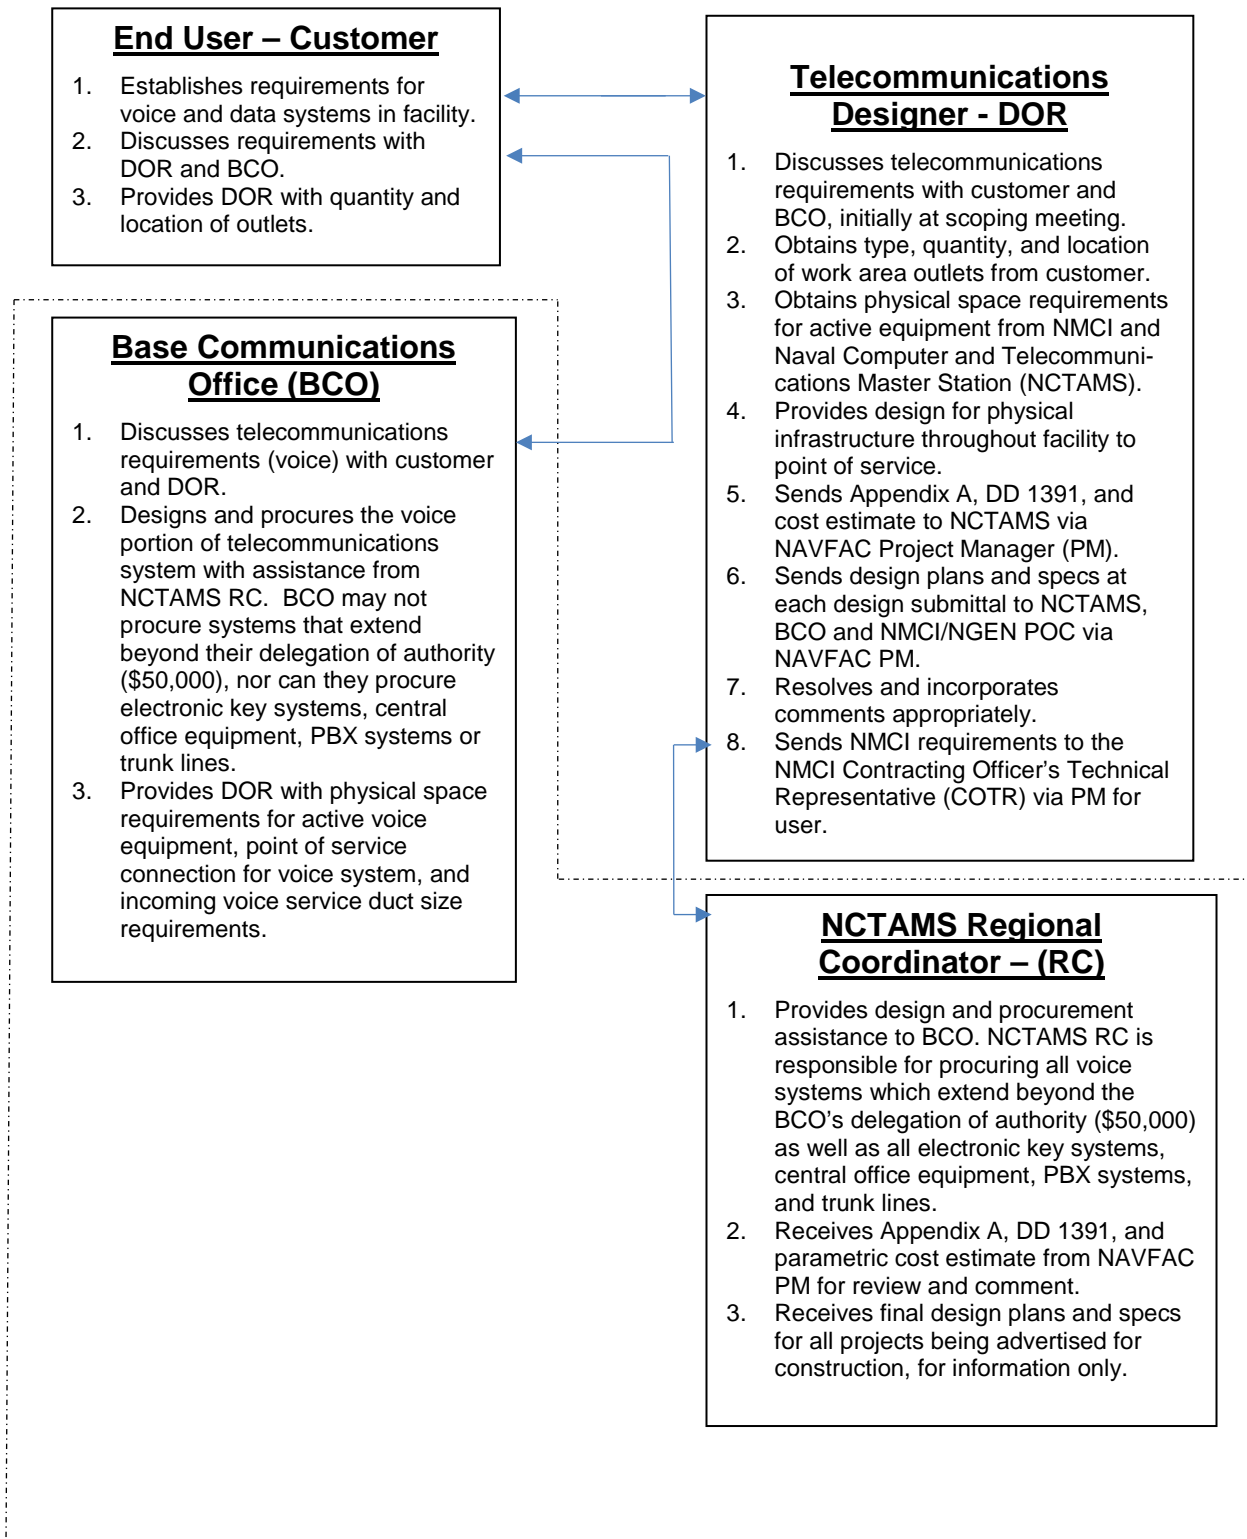 End User – Customer
1. Establishes requirements for
voice and data systems in facility.
2. Discusses requirements with
DOR and BCO.
3. Provides DOR with quantity and
location of outlets.
Telecommunications
Designer - DOR
1. Discusses telecommunications
requirements with customer and
BCO, initially at scoping meeting.
2. Obtains type, quantity, and location
of work area outlets from customer.
3. Obtains physical space requirements
for active equipment from NMCI and
Naval Computer and Telecommuni-
cations Master Station (NCTAMS).
4. Provides design for physical
infrastructure throughout facility to
point of service.
5. Sends Appendix A, DD 1391, and
cost estimate to NCTAMS via
NAVFAC Project Manager (PM).
6. Sends design plans and specs at
each design submittal to NCTAMS,
BCO and NMCI/NGEN POC via
NAVFAC PM.
7. Resolves and incorporates
comments appropriately.
8. Sends NMCI requirements to the
NMCI Contracting Officer's Technical
Representative (COTR) via PM for
user.
Base Communications
Office (BCO)
1. Discusses telecommunications
requirements (voice) with customer
and DOR.
2. Designs and procures the voice
portion of telecommunications
system with assistance from
NCTAMS RC.  BCO may not
procure systems that extend
beyond their delegation of authority
($50,000), nor can they procure
electronic key systems, central
office equipment, PBX systems or
trunk lines.
3. Provides DOR with physical space
requirements for active voice
equipment, point of service
connection for voice system, and
incoming voice service duct size
requirements.
NCTAMS Regional
Coordinator – (RC)
1. Provides design and procurement
assistance to BCO. NCTAMS RC is
responsible for procuring all voice
systems which extend beyond the
BCO's delegation of authority ($50,000)
as well as all electronic key systems,
central office equipment, PBX systems,
and trunk lines.
2. Receives Appendix A, DD 1391, and
parametric cost estimate from NAVFAC
PM for review and comment.
3. Receives final design plans and specs
for all projects being advertised for
construction, for information only.